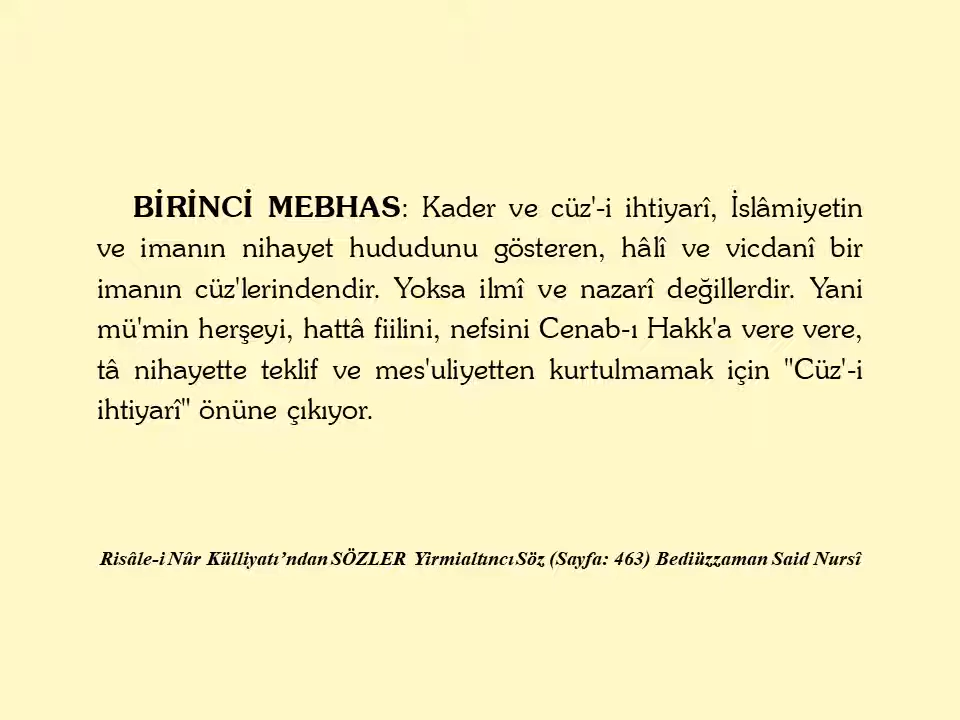 BİRİNCİ MEBHAS: Kader ve cüz'-i ihtiyarî, İslâmiyetin
ve imanın nihayet hududunu gösteren, hâlî ve vicdanî bir
imanın cüz'lerindendir. Yoksa ilmî ve nazarî değillerdir. Yani
mü'min herşeyi, hattâ fiilini, nefsini Cenab-ı Hakk'a vere vere,
tâ nihayette teklif ve mes'uliyetten kurtulmamak için "Cüz'-i
ihtiyarî" önüne çıkıyor.
Risâle-i Nûr Külliyatı’ndan SÖZLER Yirmialtıncı Söz (Sayfa: 463) Bediüzzaman Said Nursî